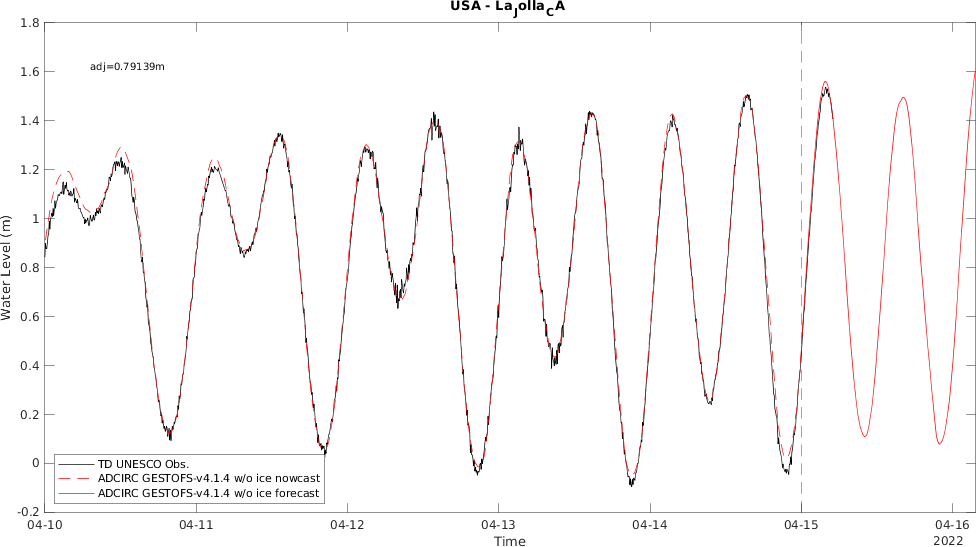 USA - LaJollaCA
adj=0.79139m
Water Level (m)
1.8
1.6
1.4
1.2
1
0.8
0.6
0.4
0.2
0
-0.2
TD UNESCO Obs.
ADCIRC GESTOFS-v4.1.4 w/o ice nowcast
ADCIRC GESTOFS-v4.1.4 w/o ice forecast
04-10 04-11 04-12 04-13 04-14 04-15 04-16
Time
2022